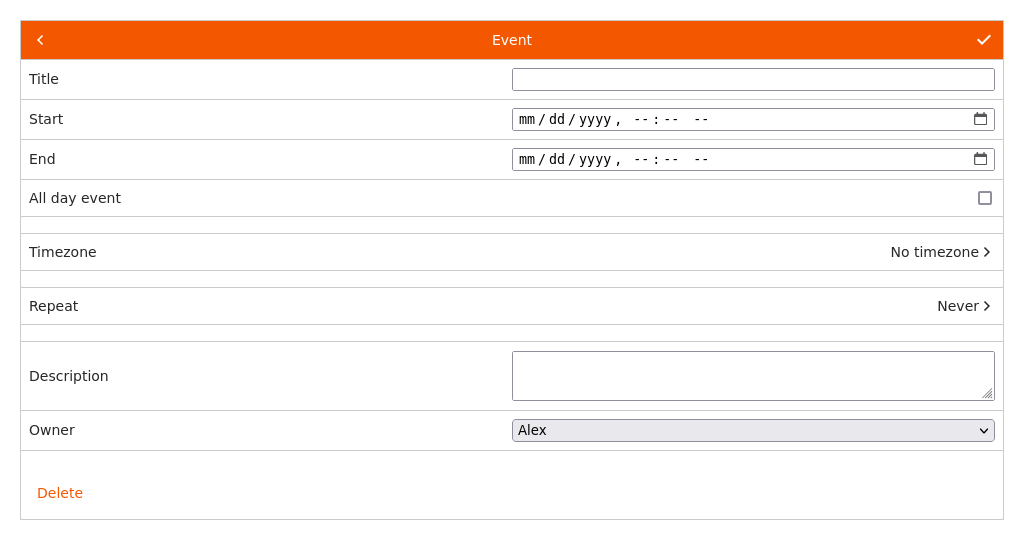 Event
Title
Start mm/dd/yyyy, --:-- --
End mm/dd/yyyy, --:-- --
All day event
Timezone No timezone
Repeat Never
Description
Owner Alex
Delete